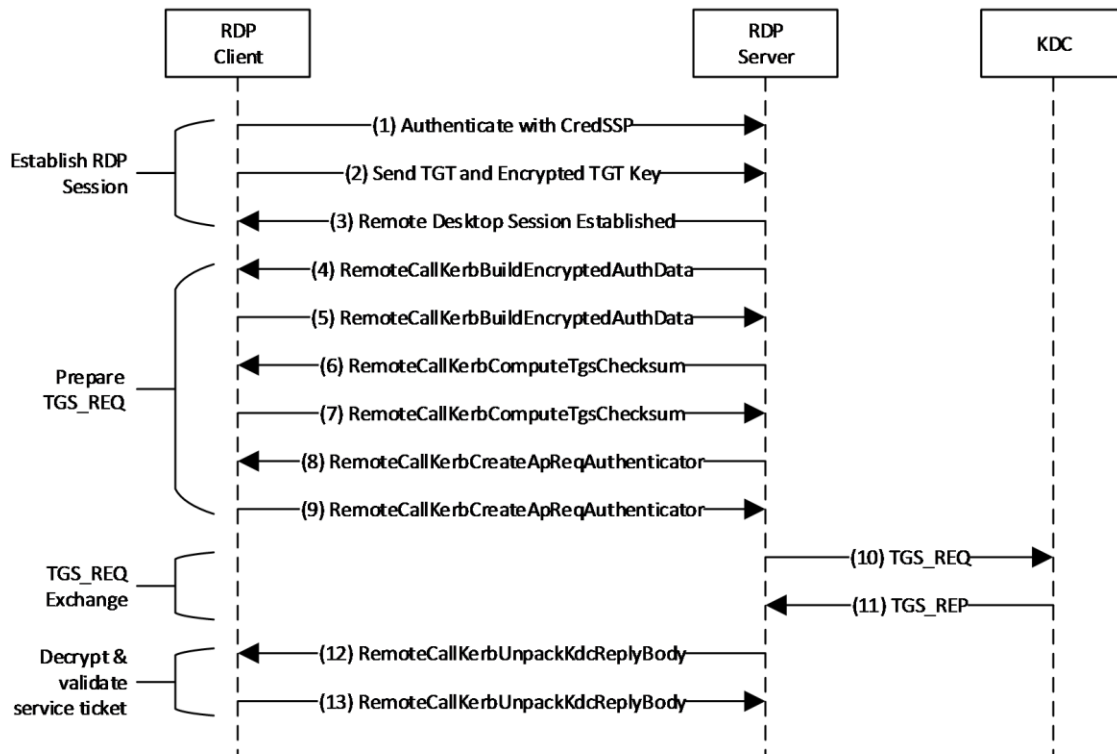 RDP
Client
RDP
Server
KDC
Establish RDP
Session
(1) Authenticate with CredSSP
(2) Send TGT and Encrypted TGT Key
(3) Remote Desktop Session Established
Prepare
TGS_REQ
(4) RemoteCallKerbBuildEncryptedAuthData
(5) RemoteCallKerbBuildEncryptedAuthData
(6) RemoteCallKerbComputeTgsChecksum
(7) RemoteCallKerbComputeTgsChecksum
(8) RemoteCallKerbCreateApReqAuthenticator
(9) RemoteCallKerbCreateApReqAuthenticator
TGS_REQ
Exchange
(10) TGS_REQ
(11) TGS_REP
Decrypt &
validate
service ticket
(12) RemoteCallKerbUnpackKdcReplyBody
(13) RemoteCallKerbUnpackKdcReplyBody